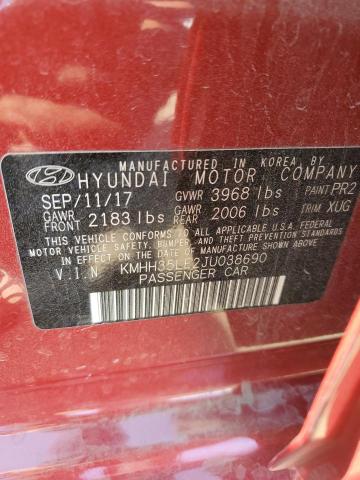 MANUFACTURED IN KOREA BY
HYUNDAI MOTOR COMPANY
SEP/11/17 GVWR 3968 lbs PAINT PR2
GAWR FRONT 2183 lbs GAWR REAR 2006 lbs TRIM XUG
THIS VEHICLE CONFORMS TO ALL APPLICABLE U.S. FEDERAL
MOTOR VEHICLE SAFETY, BUMPER, AND THEFT PREVENTION STANDARDS
IN EFFECT ON THE DATE OF MANUFACTURE SHOWN ABOVE.
V I N KMHH35LE2JU038690
PASSENGER CAR